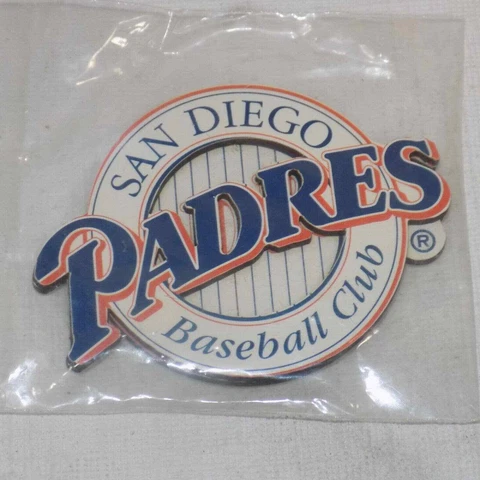 SAN DIEGO
PADRES
®
Baseball Club